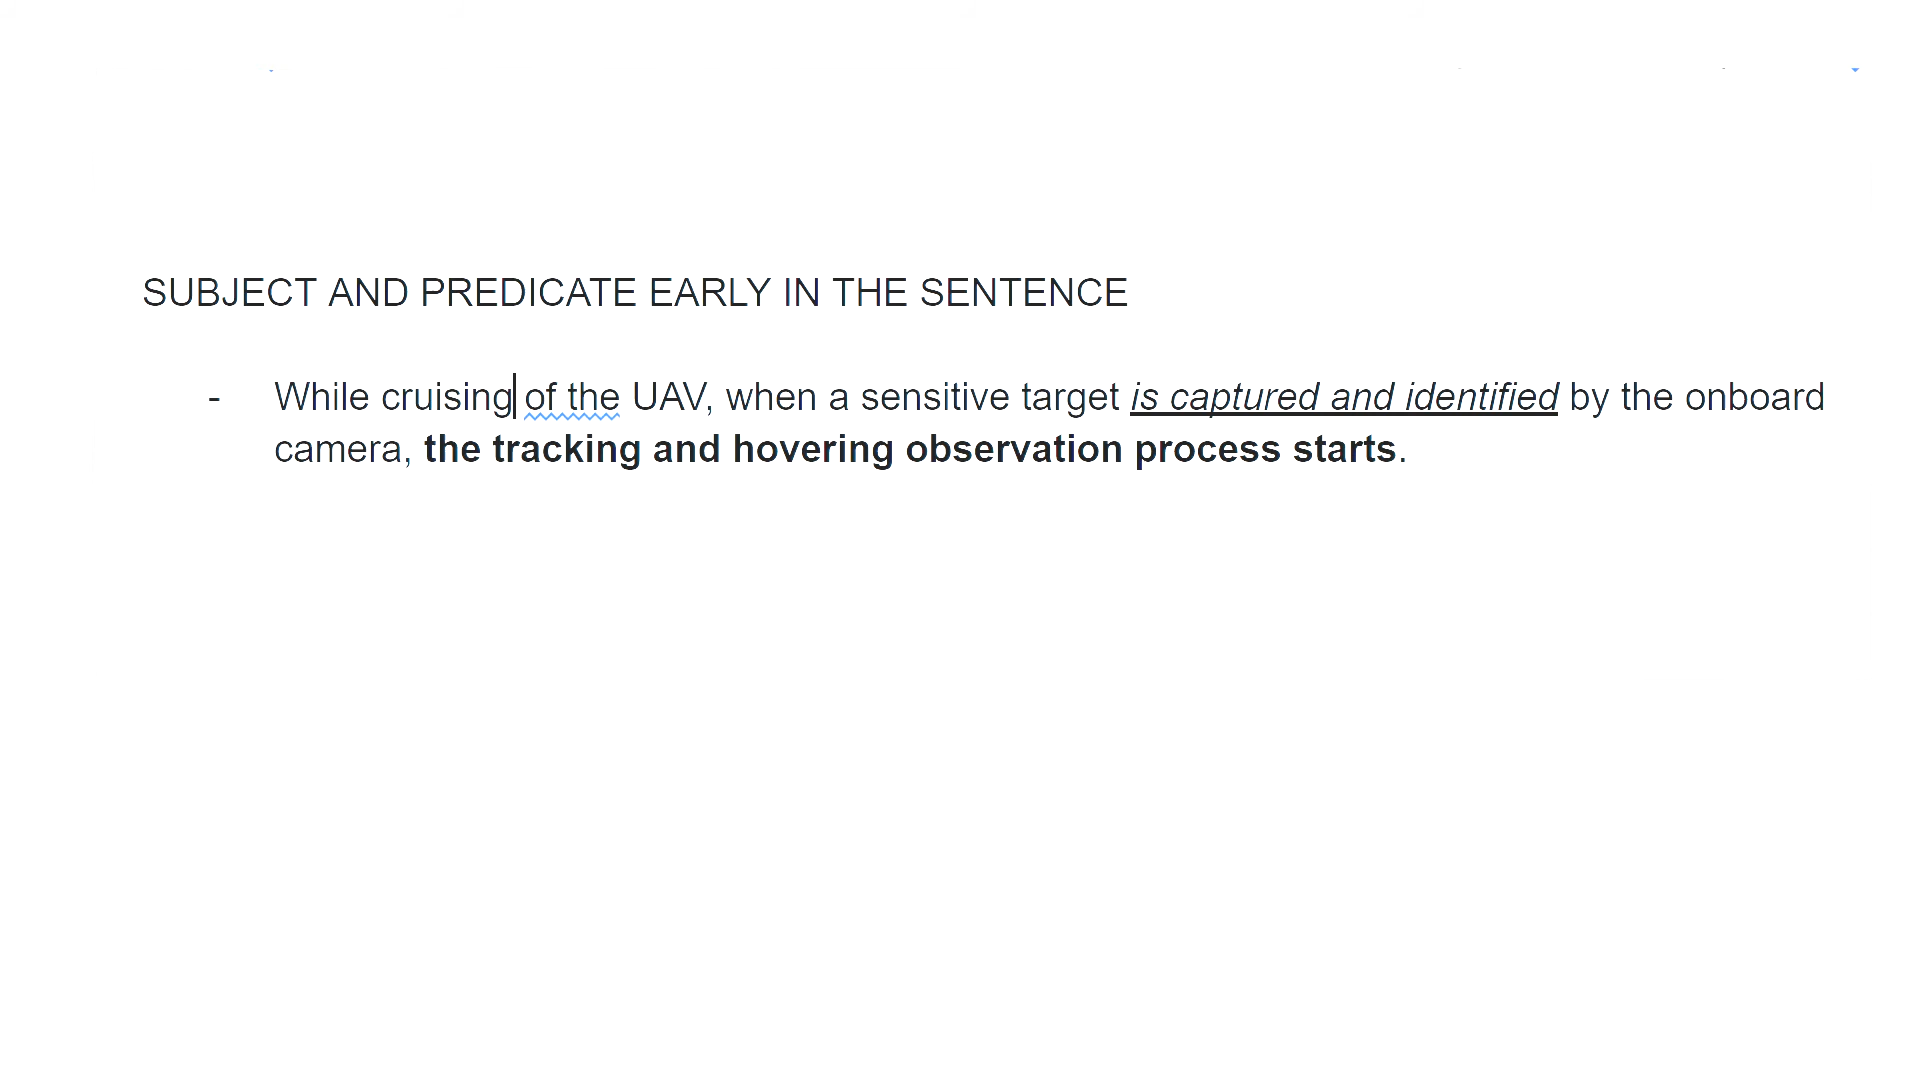 SUBJECT AND PREDICATE EARLY IN THE SENTENCE
- While cruising of the UAV, when a sensitive target is captured and identified by the onboard
camera, the tracking and hovering observation process starts.